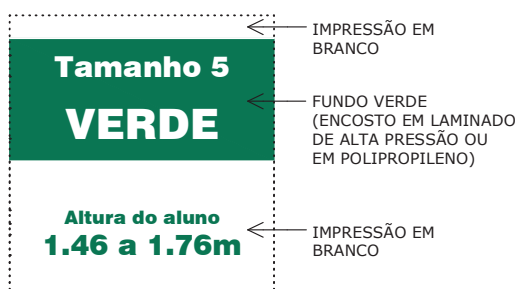 IMPRESSÃO EM
BRANCO
Tamanho 5
VERDE
FUNDO VERDE
(ENCOSTO EM LAMINADO
DE ALTA PRESSÃO OU
EM POLIPROPILENO)
Altura do aluno
1.46 a 1.76m
IMPRESSÃO EM
BRANCO